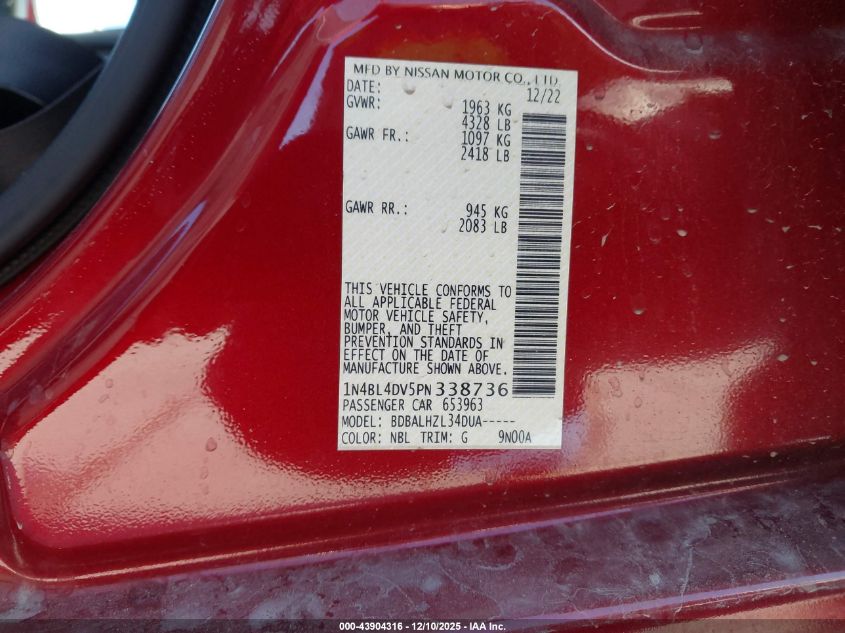 MFD BY NISSAN MOTOR CO., LTD.
DATE: 12/22
GVWR: 1963 KG
4328 LB
GAWR FR.: 1097 KG
2418 LB
GAWR RR.: 945 KG
2083 LB
THIS VEHICLE CONFORMS TO
ALL APPLICABLE FEDERAL
MOTOR VEHICLE SAFETY,
BUMPER, AND THEFT
PREVENTION STANDARDS IN
EFFECT ON THE DATE OF
MANUFACTURE SHOWN ABOVE.
1N4BL4DV5PN338736
PASSENGER CAR 653963
MODEL: BDBALHZL34DUA-----
COLOR: NBL TRIM: G 9N00A
000-43904316 - 12/10/2025 - IAA Inc.